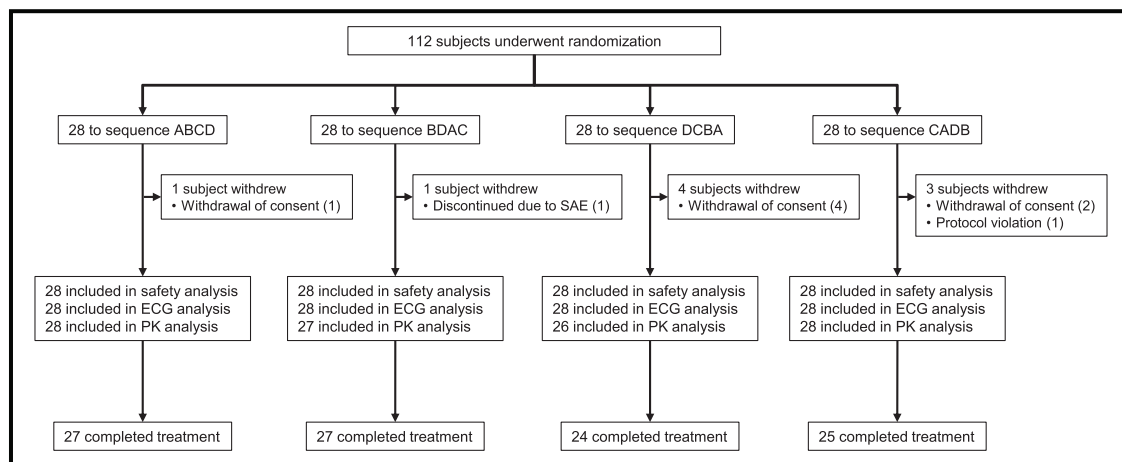 112 subjects underwent randomization
28 to sequence ABCD
28 to sequence BDAC
28 to sequence DCBA
28 to sequence CADB
1 subject withdrew
• Withdrawal of consent (1)
1 subject withdrew
• Discontinued due to SAE (1)
4 subjects withdrew
• Withdrawal of consent (4)
3 subjects withdrew
• Withdrawal of consent (2)
• Protocol violation (1)
28 included in safety analysis
28 included in ECG analysis
28 included in PK analysis
28 included in safety analysis
28 included in ECG analysis
27 included in PK analysis
28 included in safety analysis
28 included in ECG analysis
26 included in PK analysis
28 included in safety analysis
28 included in ECG analysis
28 included in PK analysis
27 completed treatment
27 completed treatment
24 completed treatment
25 completed treatment